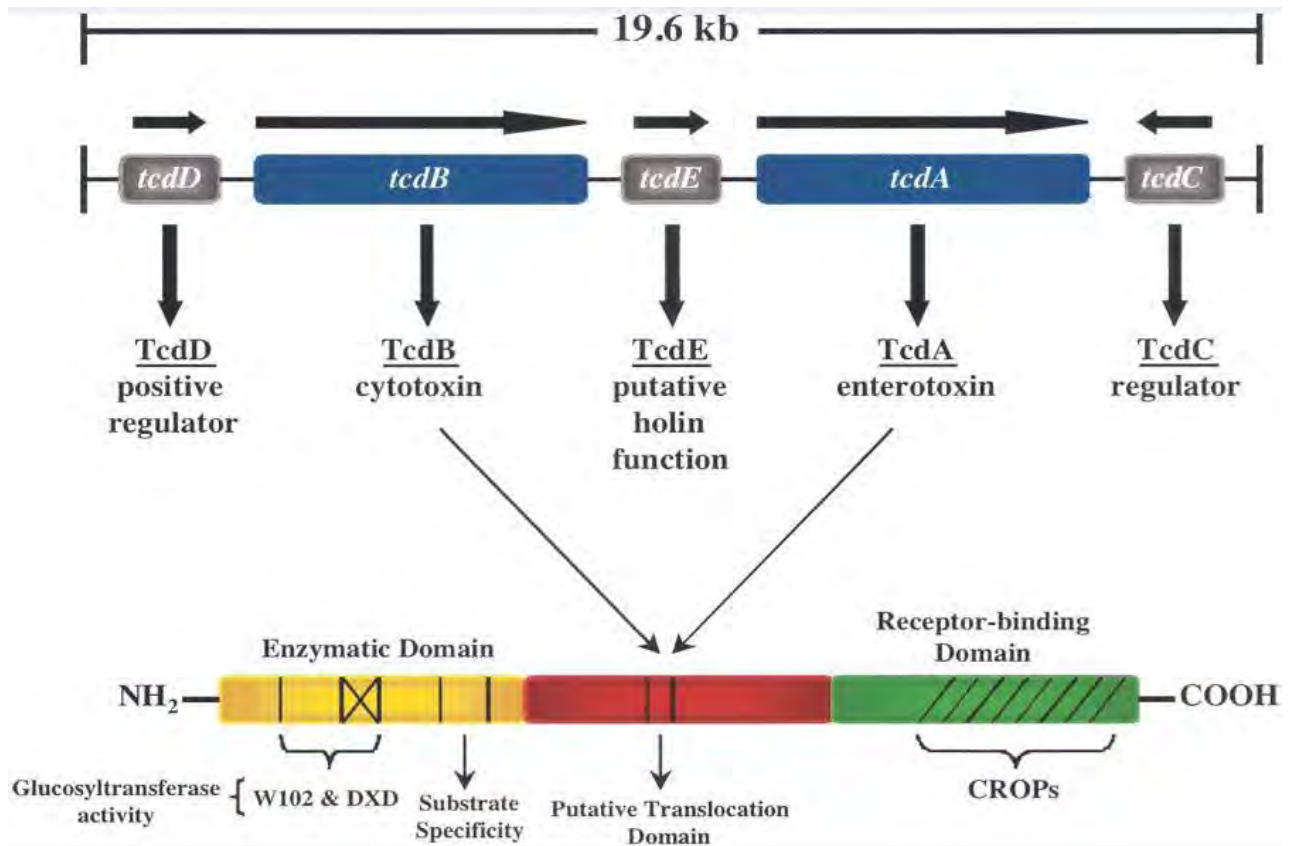 19.6 kb
tcdD
tcdB
tcdE
tcdA
tcdC
TcdD
positive
regulator
TcdB
cytotoxin
TcdE
putative
holin
function
TcdA
enterotoxin
TcdC
regulator
Enzymatic Domain
Receptor-binding
Domain
NH2
COOH
Glucosyltransferase
activity
W102 & DXD
Substrate
Specificity
Putative Translocation
Domain
CROPs